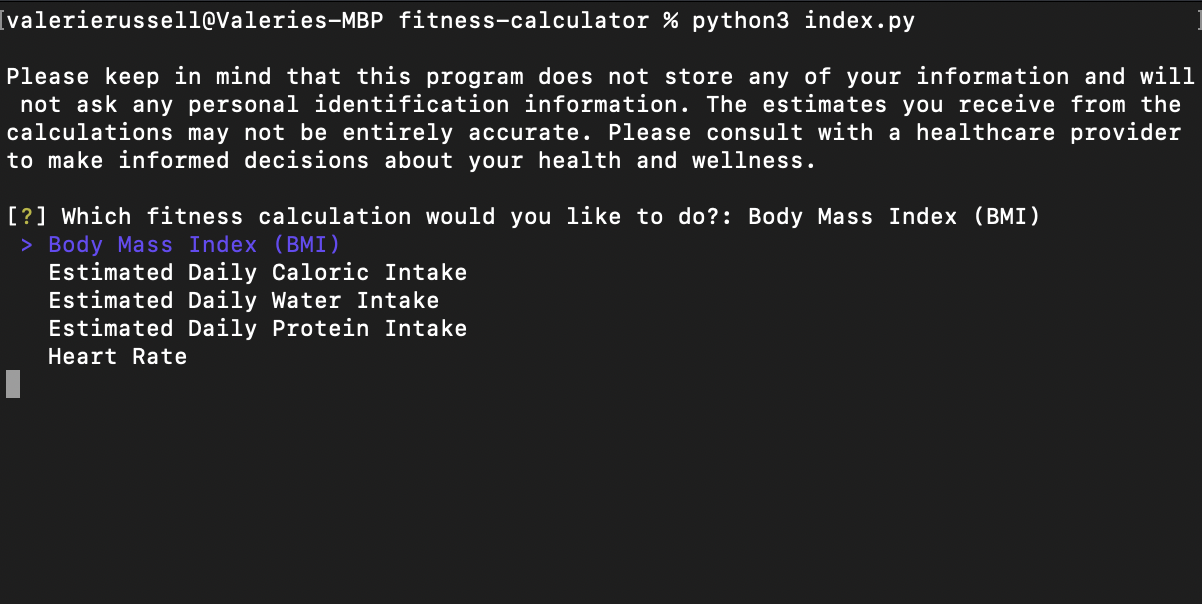 [valerierussell@Valeries-MBP fitness-calculator % python3 index.py ]
Please keep in mind that this program does not store any of your information and will
not ask any personal identification information. The estimates you receive from the
calculations may not be entirely accurate. Please consult with a healthcare provider
to make informed decisions about your health and wellness.
[?] Which fitness calculation would you like to do?: Body Mass Index (BMI)
> Body Mass Index (BMI)
Estimated Daily Caloric Intake
Estimated Daily Water Intake
Estimated Daily Protein Intake
Heart Rate